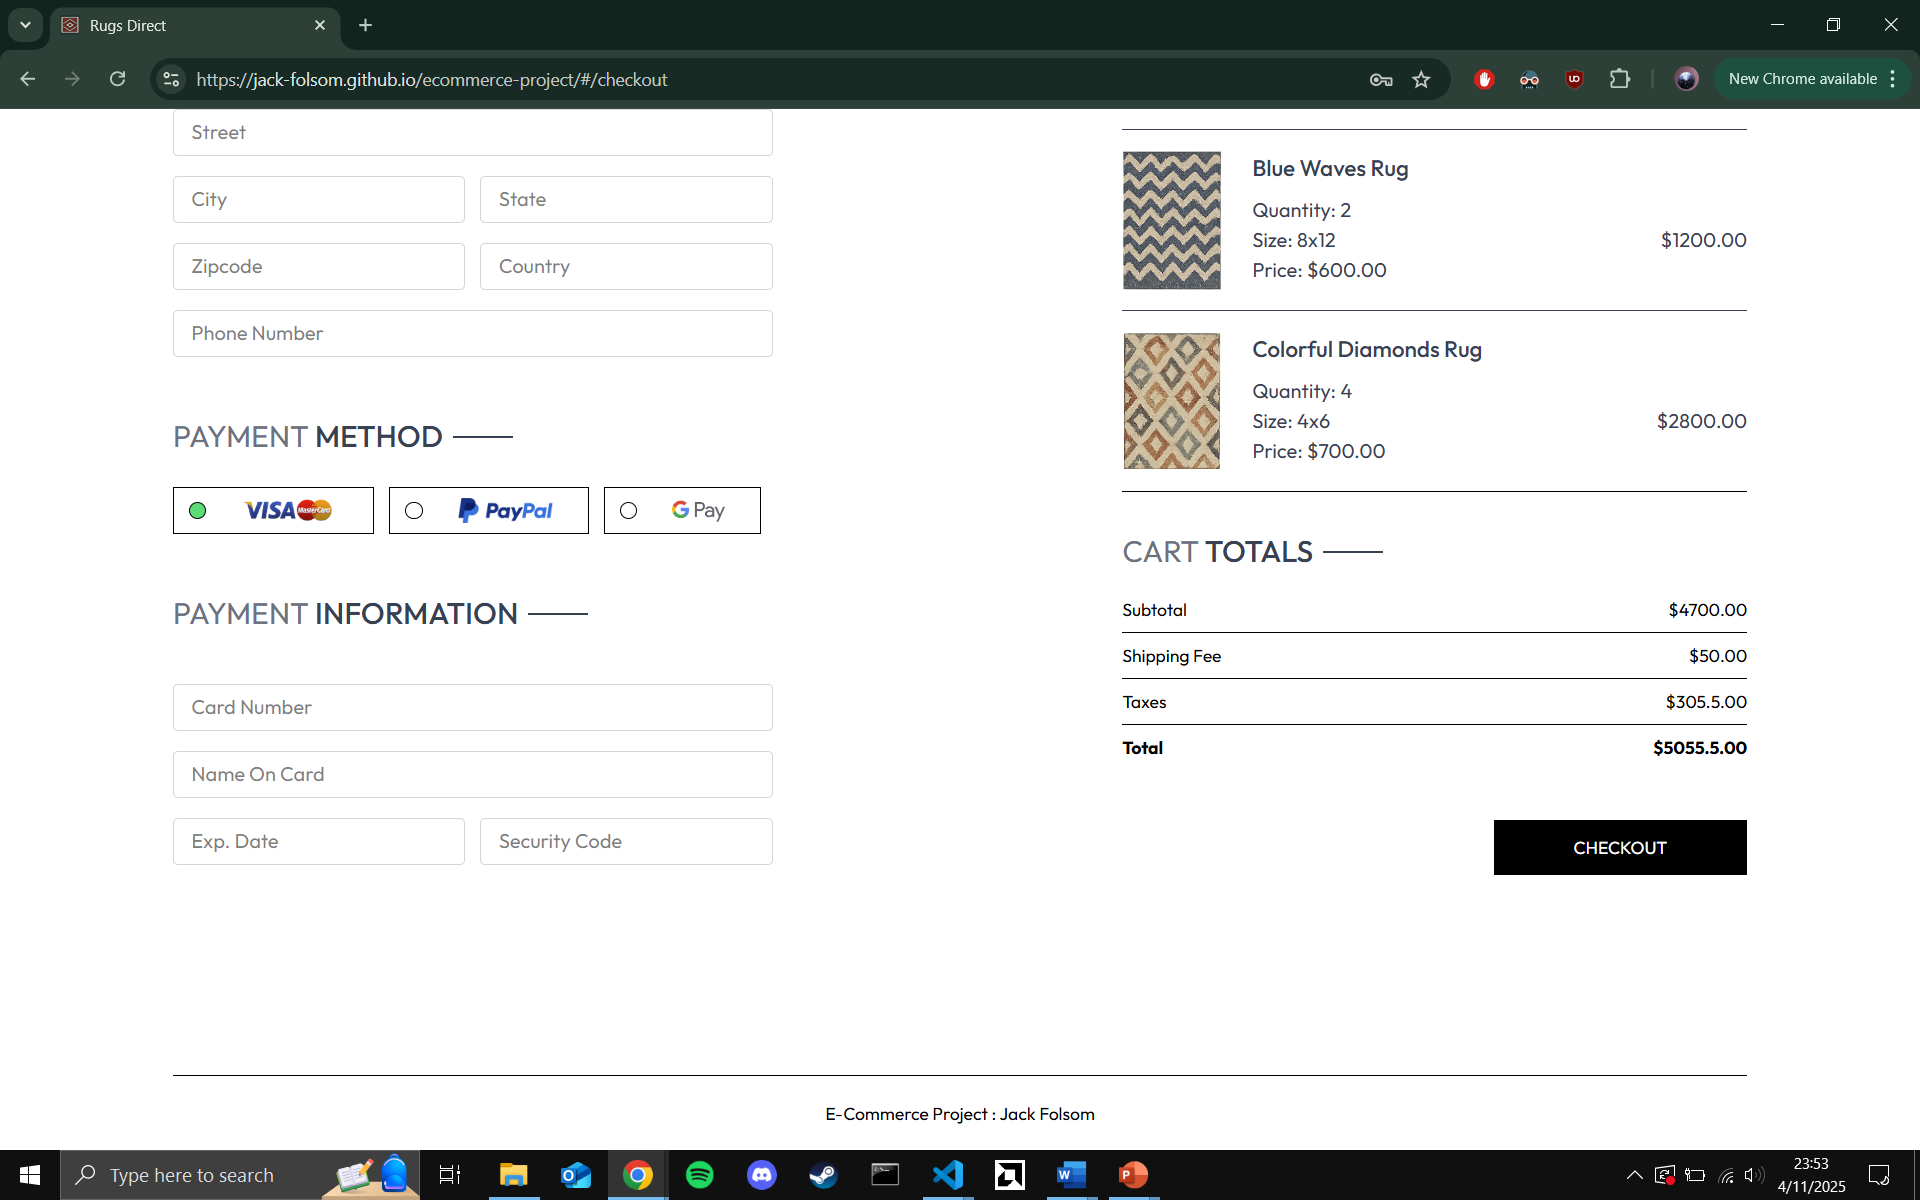 Rugs Direct
https://jack-folsom.github.io/ecommerce-project/#/checkout
New Chrome available
Street
City
State
Zipcode
Country
Phone Number
PAYMENT METHOD
VISA MasterCard
PayPal
G Pay
PAYMENT INFORMATION
Card Number
Name On Card
Exp. Date
Security Code
Blue Waves Rug
Quantity: 2
Size: 8x12
Price: $600.00
$1200.00
Colorful Diamonds Rug
Quantity: 4
Size: 4x6
Price: $700.00
$2800.00
CART TOTALS
Subtotal
$4700.00
Shipping Fee
$50.00
Taxes
$305.5.00
Total
$5055.5.00
CHECKOUT
E-Commerce Project : Jack Folsom
Type here to search
23:53
4/11/2025